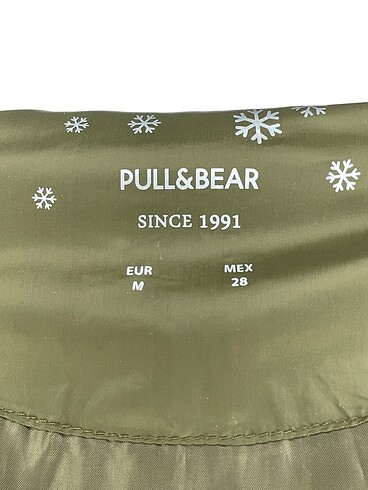 PULL&BEAR
SINCE 1991
EUR MEX
M 28